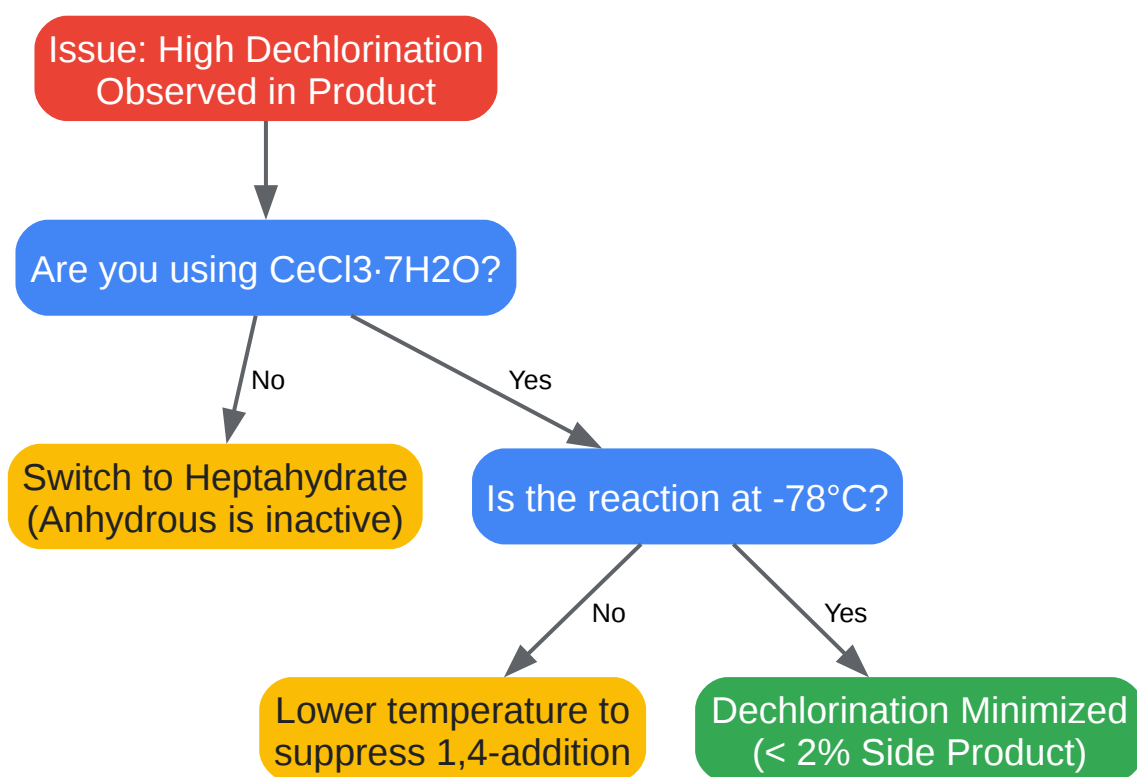 Issue: High Dechlorination
Observed in Product
Are you using CeCl3·7H2O?
No
Yes
Switch to Heptahydrate
(Anhydrous is inactive)
Is the reaction at -78°C?
No
Yes
Lower temperature to
suppress 1,4-addition
Dechlorination Minimized
(< 2% Side Product)